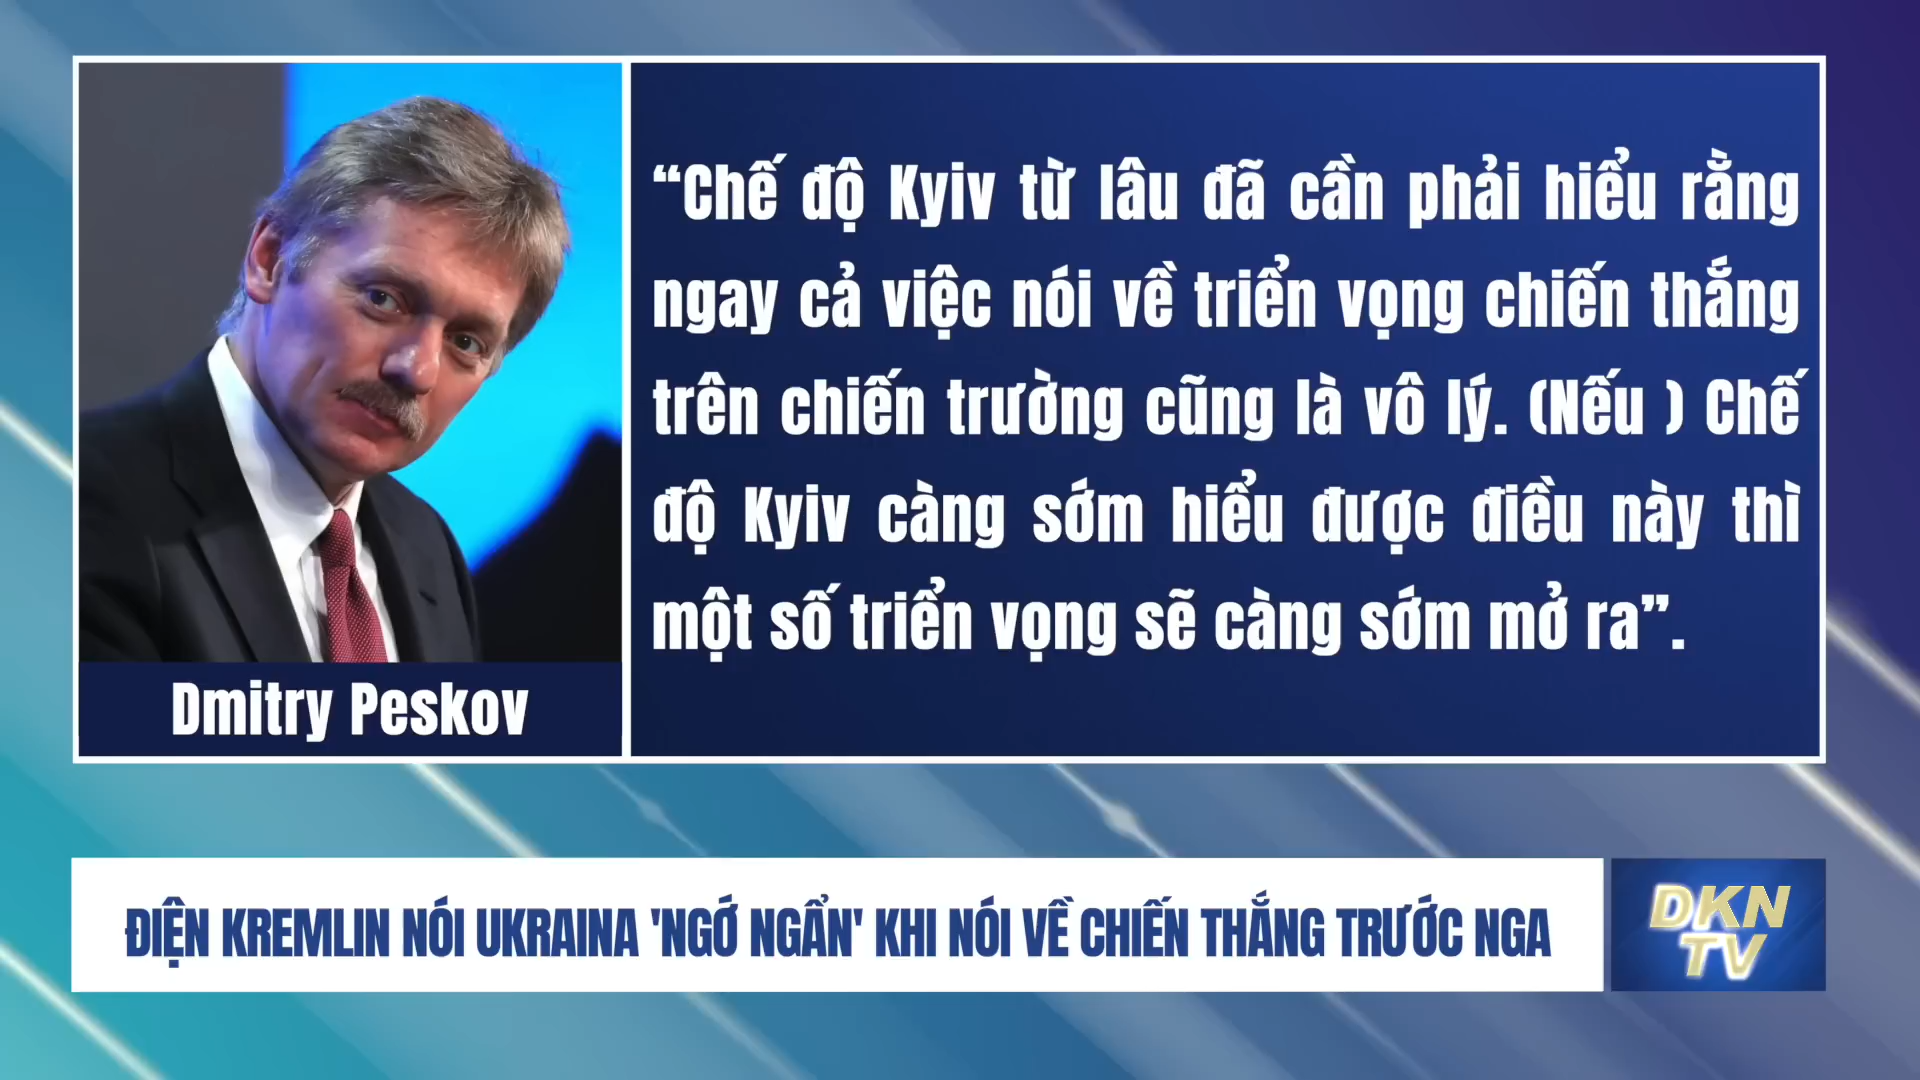 “Chế độ Kyiv từ lâu đã cần phải hiểu rằng
ngay cả việc nói về triển vọng chiến thắng
trên chiến trường cũng là vô lý. (Nếu ) Chế
độ Kyiv càng sớm hiểu được điều này thì
một số triển vọng sẽ càng sớm mở ra”.
Dmitry Peskov
ĐIỆN KREMLIN NÓI UKRAINA 'NGỚ NGẨN' KHI NÓI VỀ CHIẾN THẮNG TRƯỚC NGA
DKN
TV